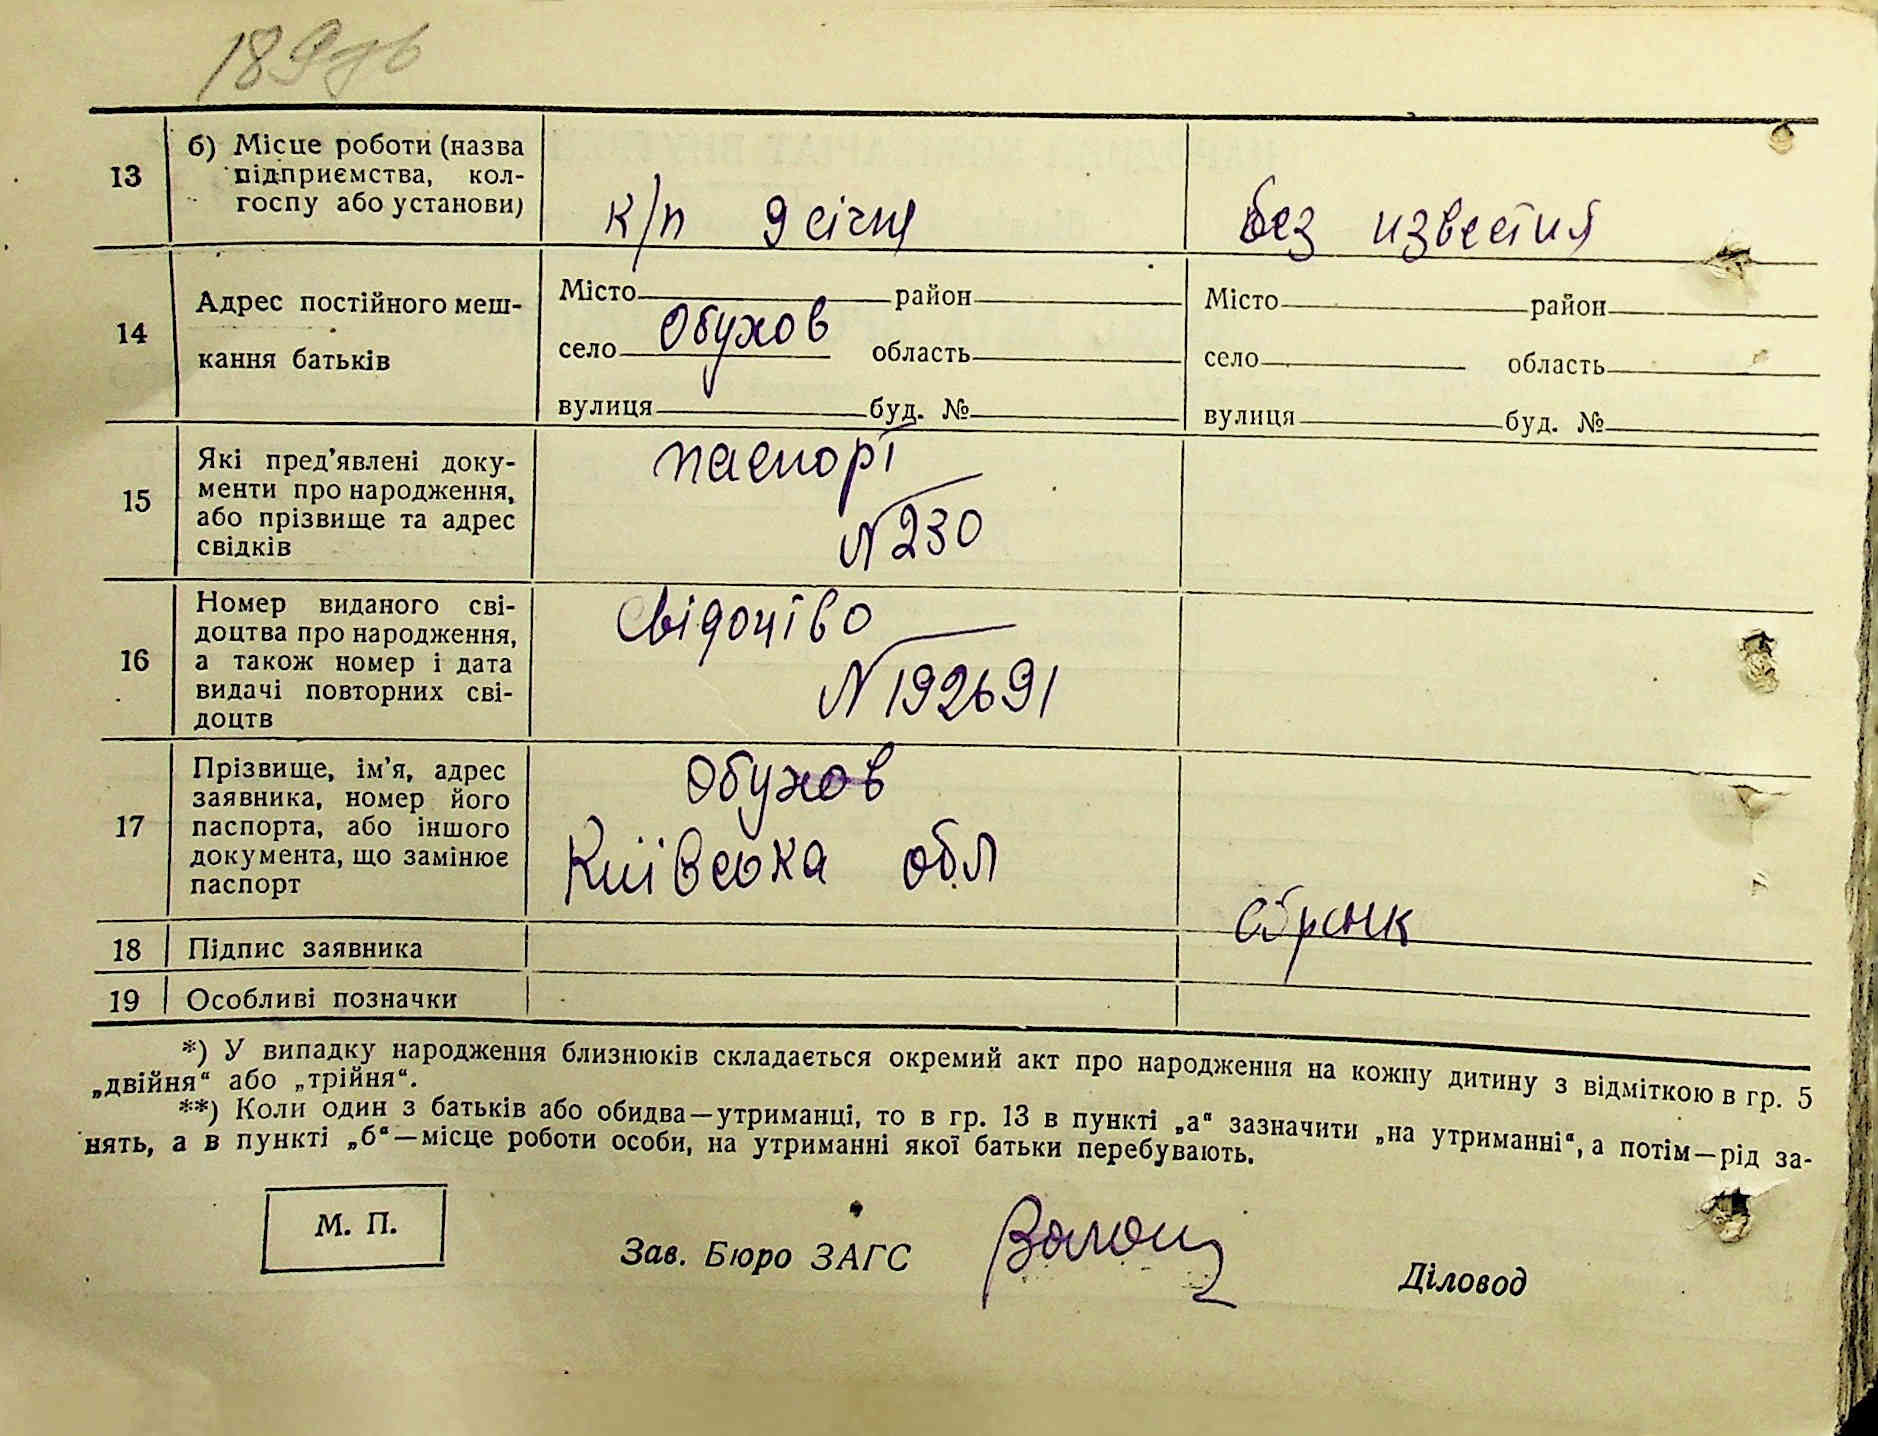 189
13
б) Місце роботи (назва
підприємства, кол-
госпу або установи)
к/п 9 січня
без известия
14
Адрес постійного меш-
кання батьків
Місто район
село Обухов область
вулиця буд. №
Місто район
село область
вулиця буд. №
15
Які пред'явлені доку-
менти про народження,
або прізвище та адрес
свідків
паспорт
N 230
16
Номер виданого сві-
доцтва про народження,
а також номер і дата
видачі повторних сві-
доцтв
Свідоцтво
N 192691
17
Прізвище, ім'я, адрес
заявника, номер його
паспорта, або іншого
документа, що замінює
паспорт
Обухов
Київська обл
18
Підпис заявника
19
Особливі позначки
*) У випадку народження близнюків складається окремий акт про народження на кожну дитину з відміткою в гр. 5
„двійня“ або „трійня“.
**) Коли один з батьків або обидва—утриманці, то в гр. 13 в пункті „а“ зазначити „на утриманні“, а потім—рід за-
нять, а в пункті „б“—місце роботи особи, на утриманні якої батьки перебувають.
М. П.
Зав. Бюро ЗАГС
Діловод